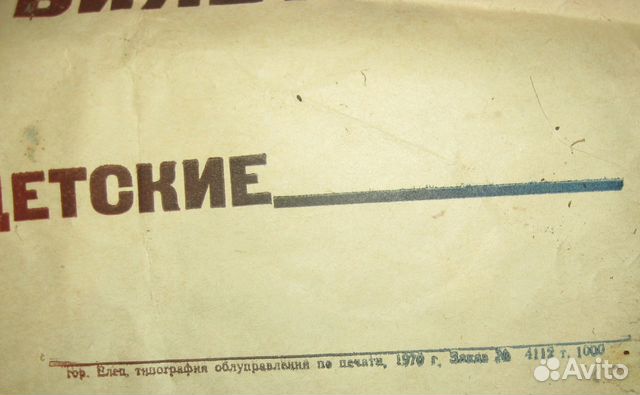 ДЕТСКИЕ
гор. Елец, типография облуправления по печати, 1970 г. Заказ № 4112 т. 1000
Avito